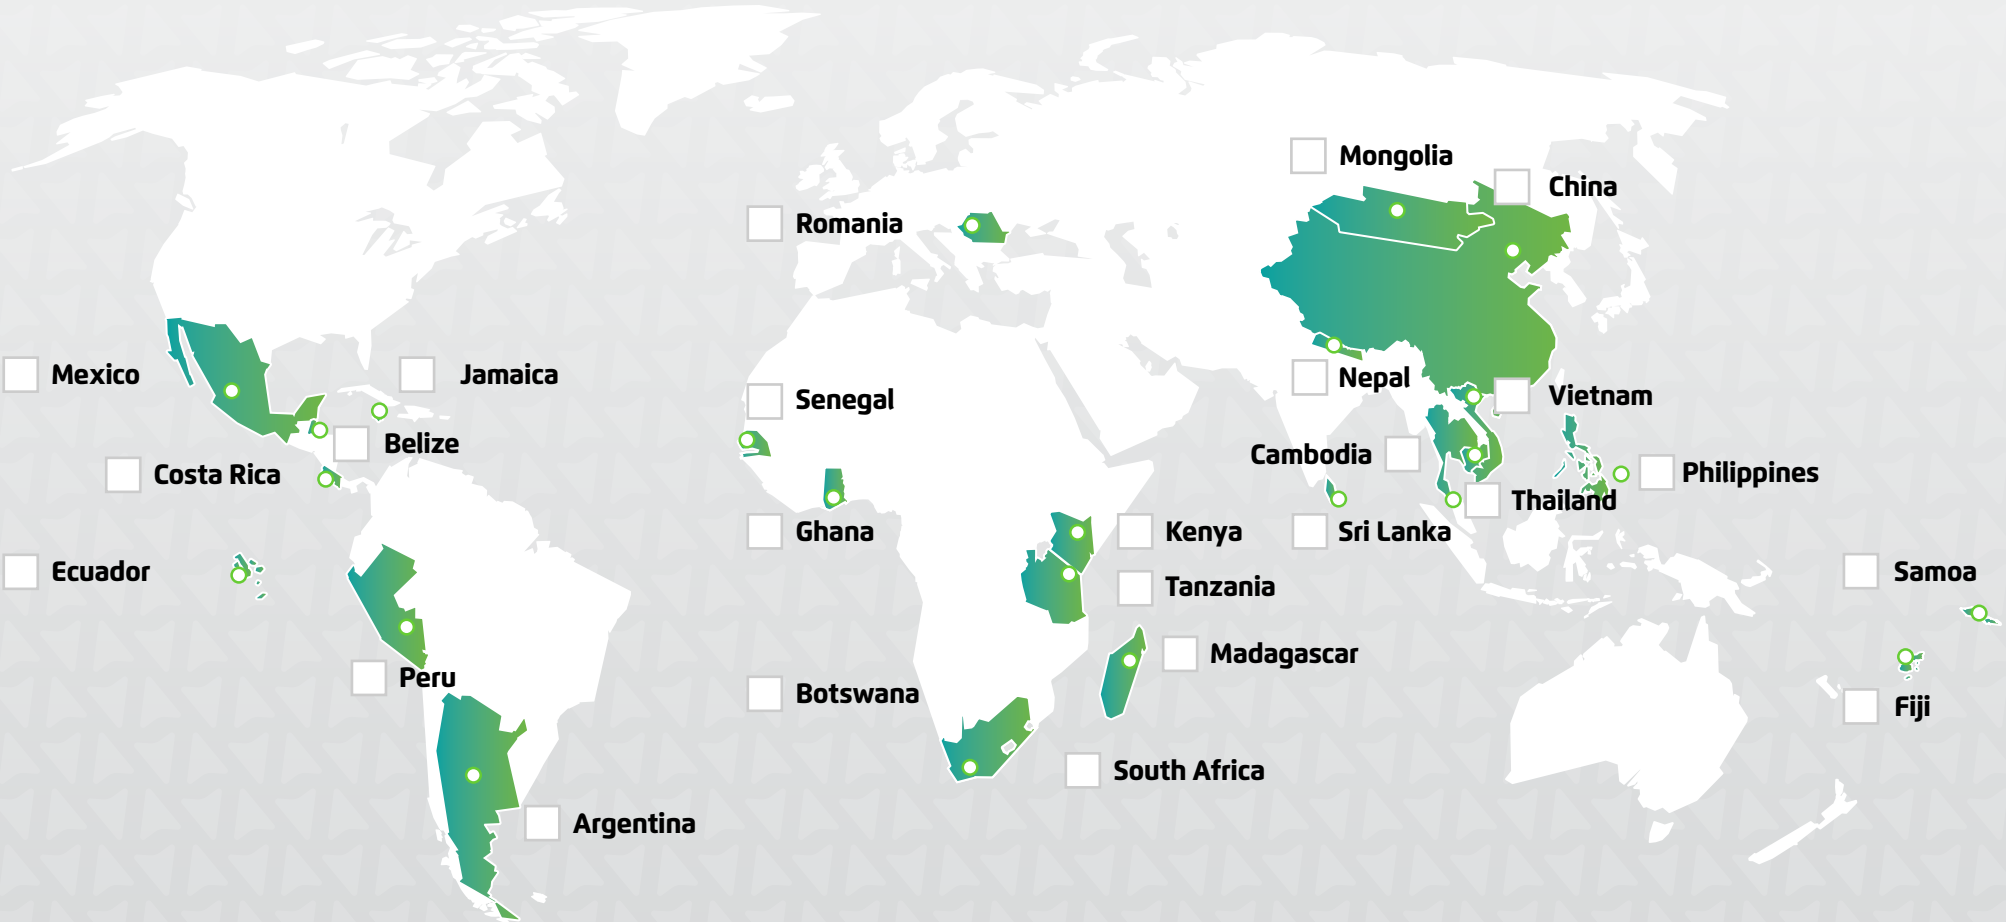 Mongolia
China
Romania
Mexico
Jamaica
Nepal
Senegal
Vietnam
Belize
Cambodia
Costa Rica
Philippines
Thailand
Ghana
Kenya
Sri Lanka
Ecuador
Samoa
Tanzania
Madagascar
Peru
Botswana
Fiji
South Africa
Argentina